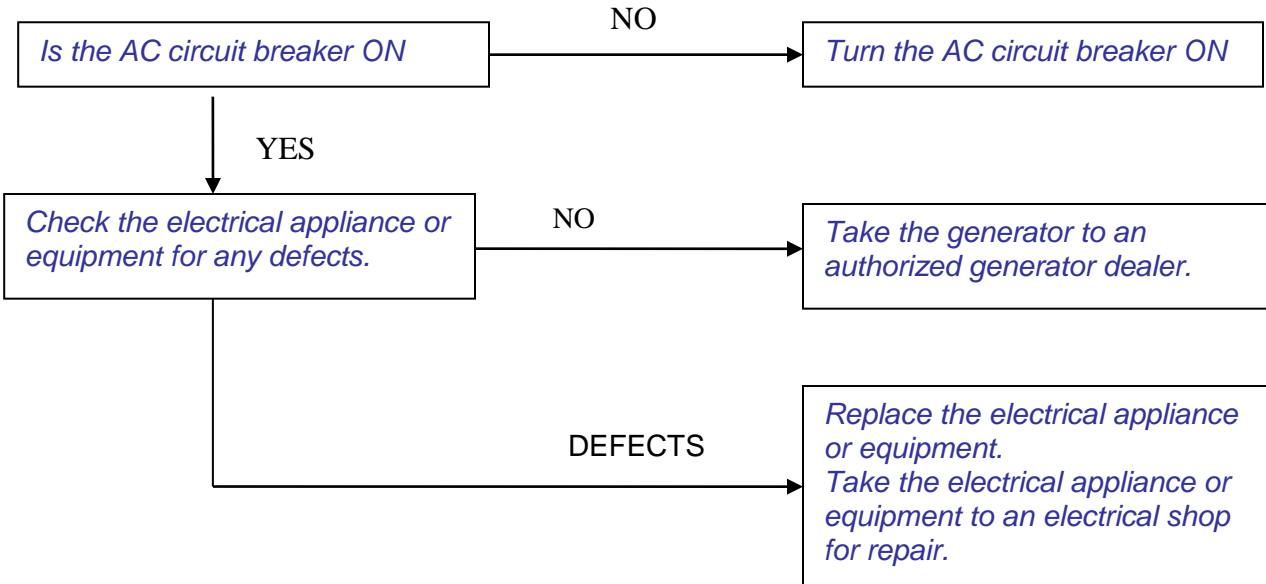 NO
Is the AC circuit breaker ON
Turn the AC circuit breaker ON
YES
Check the electrical appliance or
equipment for any defects.
NO
Take the generator to an
authorized generator dealer.
DEFECTS
Replace the electrical appliance
or equipment.
Take the electrical appliance or
equipment to an electrical shop
for repair.